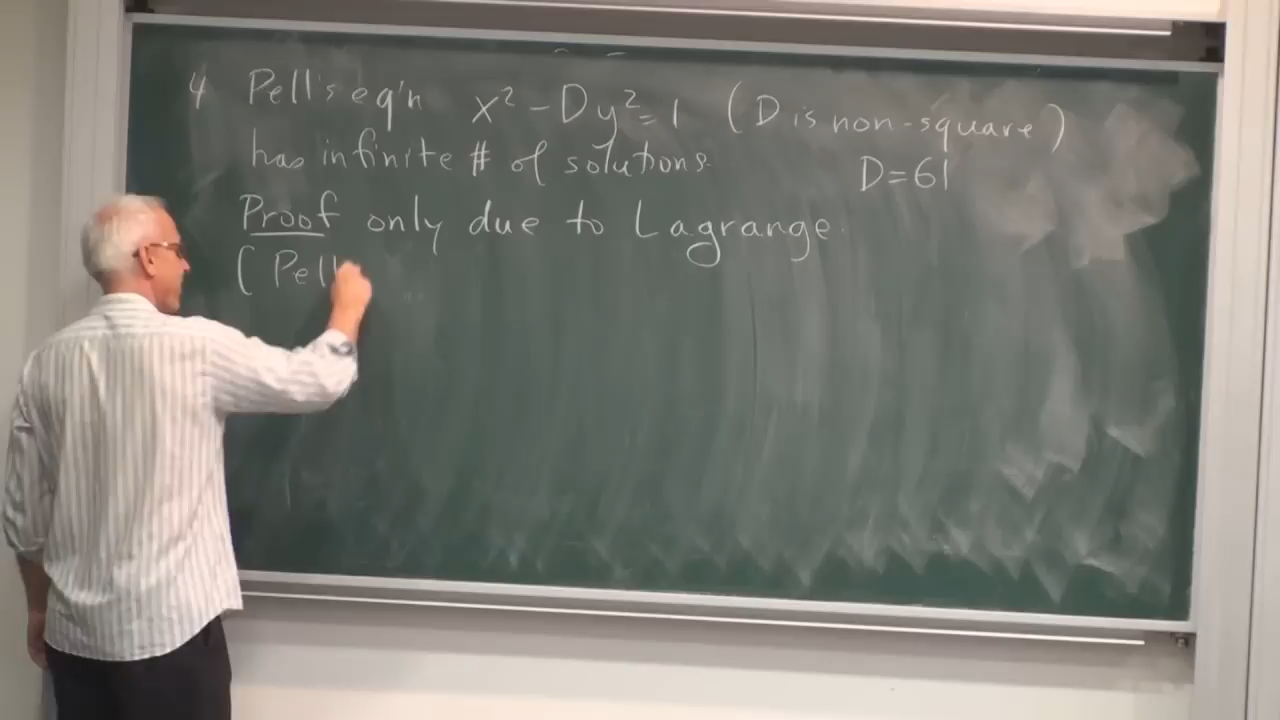 4 Pell's eq'n x² - Dy² = 1 (D is non-square)
has infinite # of solutions.
D=61
Proof only due to Lagrange.
( Pell